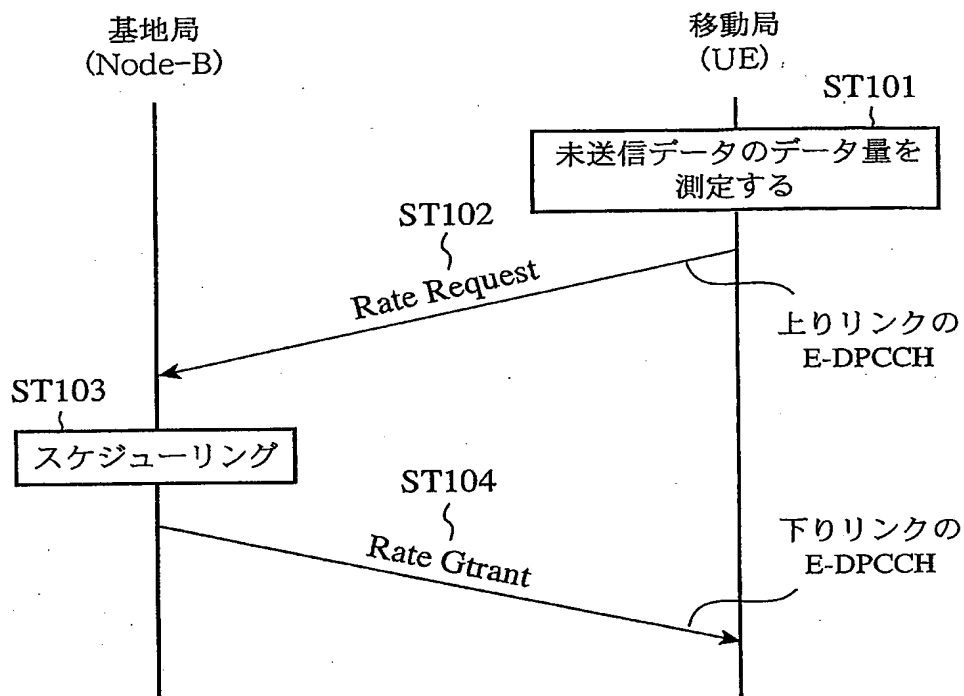 基地局
(Node-B)
移動局
(UE)
ST101
未送信データのデータ量を
測定する
ST102
Rate Request
上りリンクの
E-DPCCH
ST103
スケジューリング
ST104
Rate Gtrant
下りリンクの
E-DPCCH